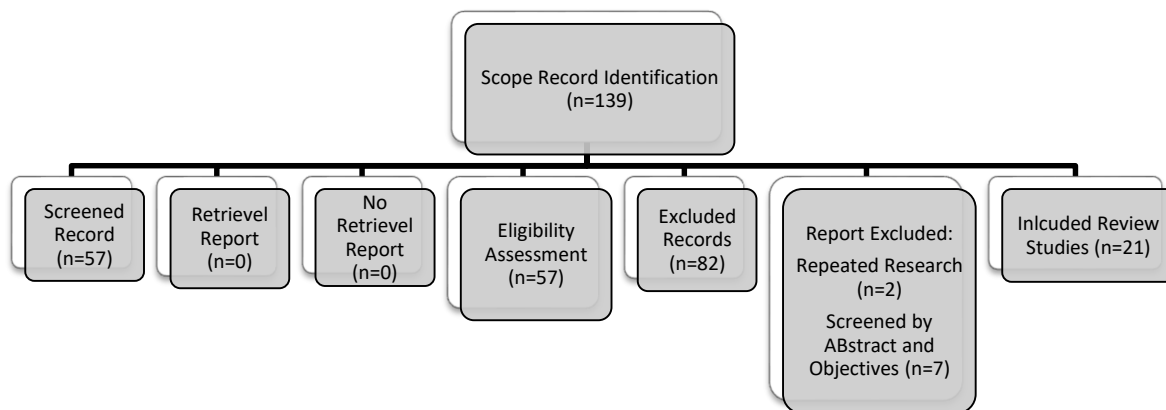 Scope Record Identification
(n=139)
Screened
Record
(n=57)
Retrievel
Report
(n=0)
No
Retrievel
Report
(n=0)
Eligibility
Assessment
(n=57)
Excluded
Records
(n=82)
Report Excluded:
Repeated Research
(n=2)
Screened by
ABstract and
Objectives (n=7)
Inlcuded Review
Studies (n=21)